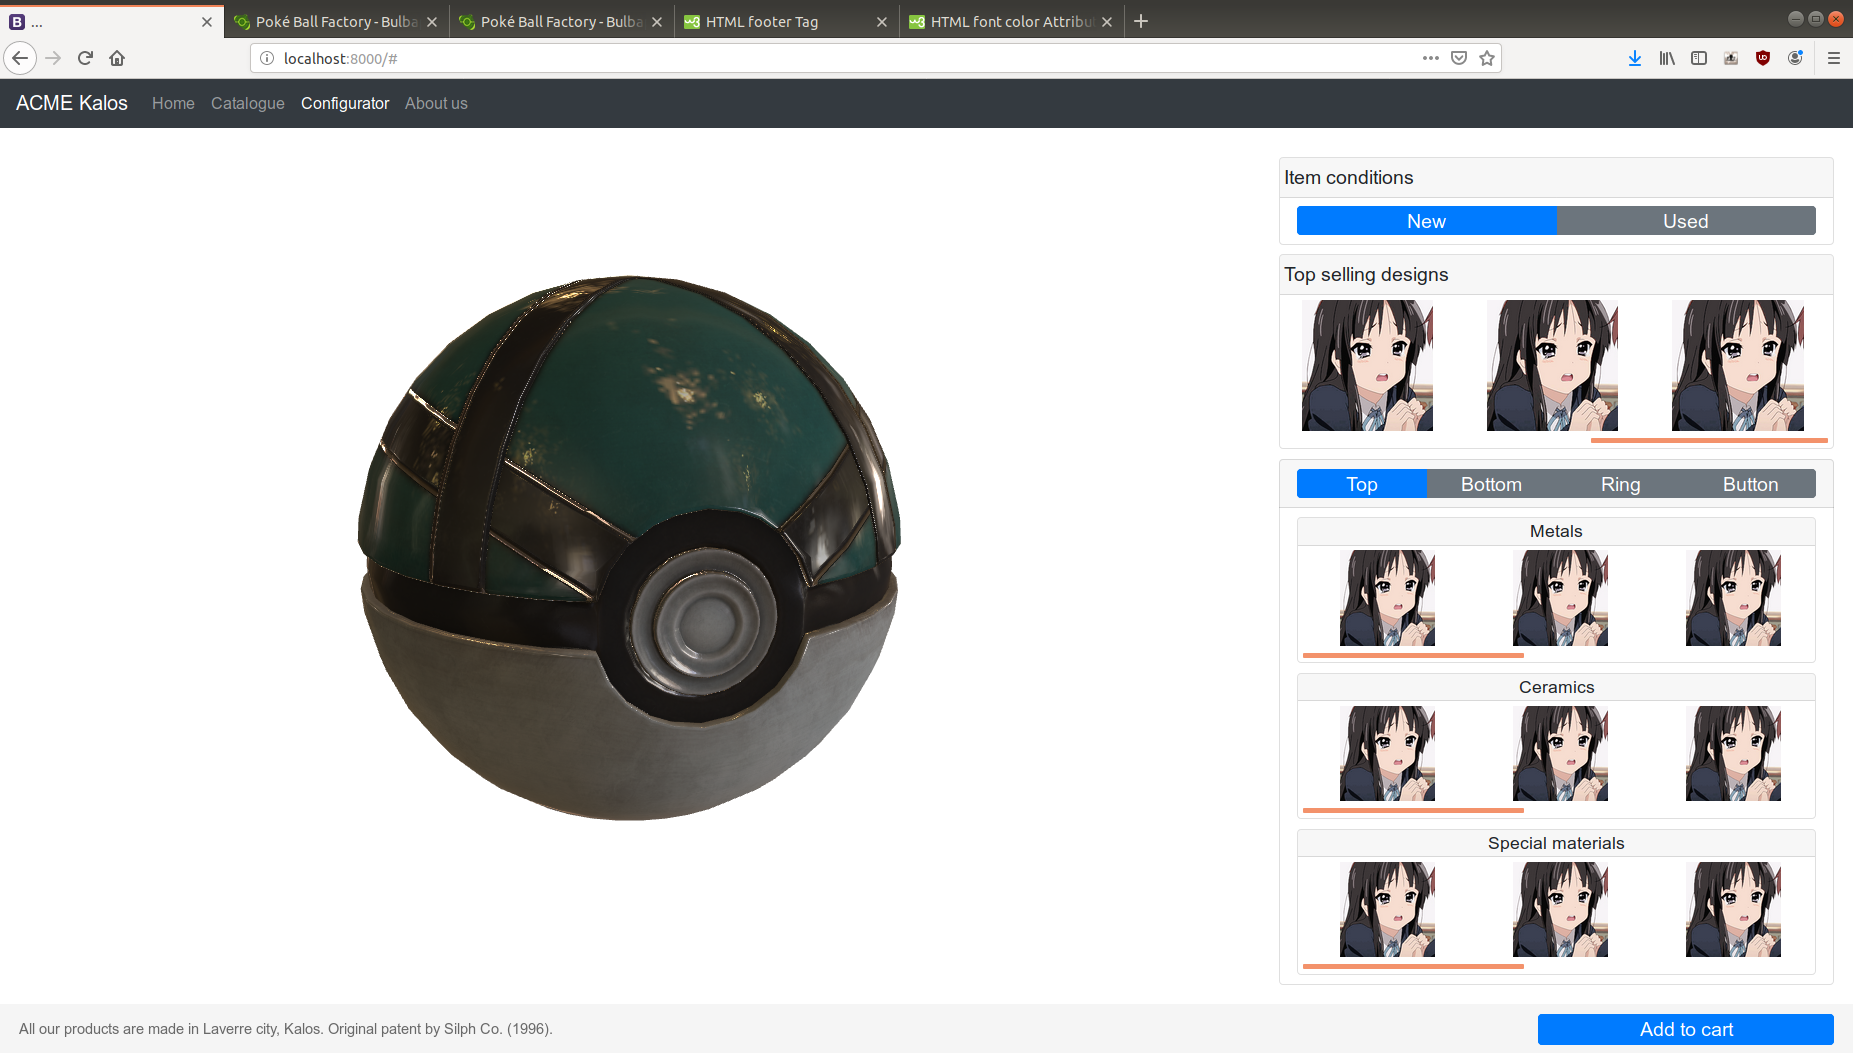 B ...
Poké Ball Factory - Bulba
Poké Ball Factory - Bulba
HTML footer Tag
HTML font color Attribu
localhost:8000/#
ACME Kalos
Home
Catalogue
Configurator
About us
Item conditions
New
Used
Top selling designs
Top
Bottom
Ring
Button
Metals
Ceramics
Special materials
All our products are made in Laverre city, Kalos. Original patent by Silph Co. (1996).
Add to cart